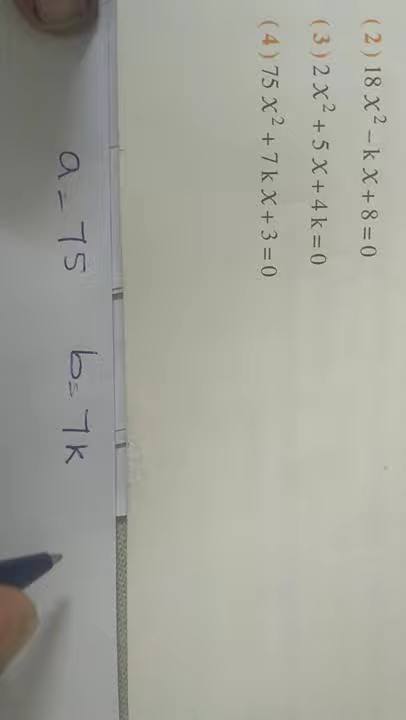 (2) 18x² – kx + 8 = 0
(3) 2x² + 5x + 4k = 0
(4) 75x² + 7kx + 3 = 0
a = 75 b = 7k